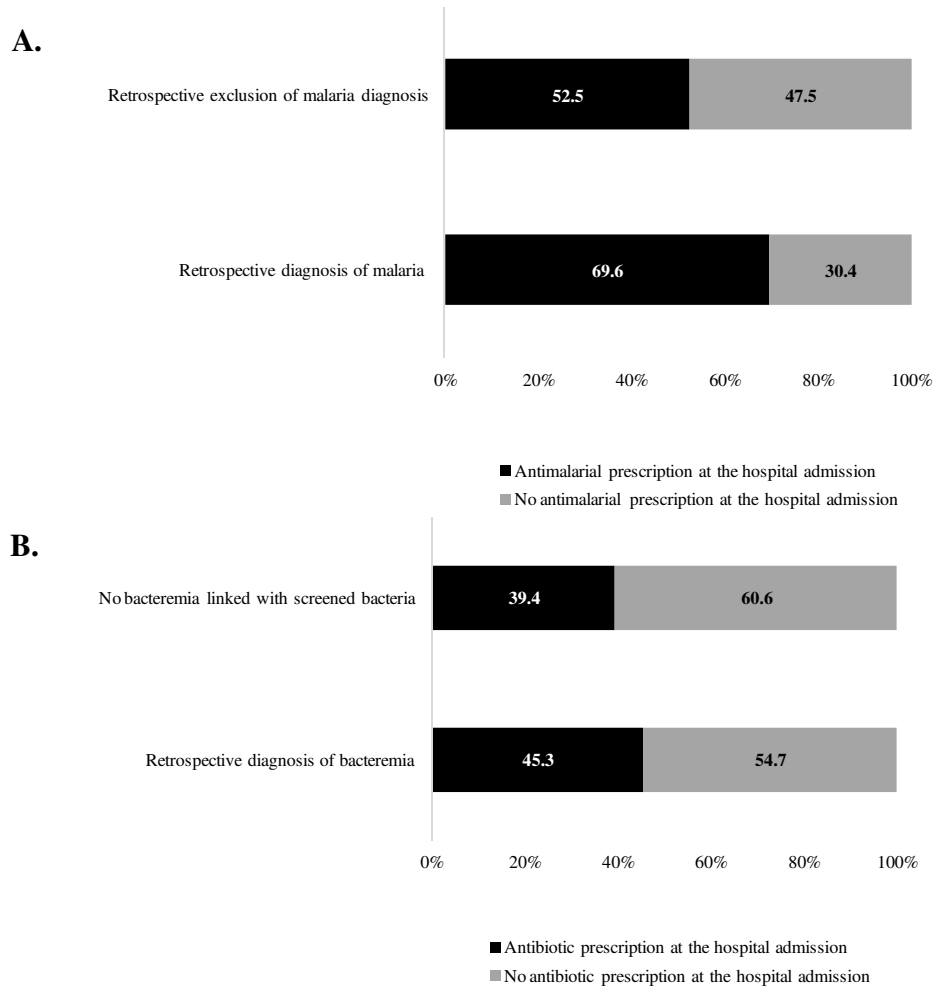 A.
Retrospective exclusion of malaria diagnosis
52.5
47.5
Retrospective diagnosis of malaria
69.6
30.4
0%
20%
40%
60%
80%
100%
Antimalarial prescription at the hospital admission
No antimalarial prescription at the hospital admission
B.
No bacteremia linked with screened bacteria
39.4
60.6
Retrospective diagnosis of bacteremia
45.3
54.7
0%
20%
40%
60%
80%
100%
Antibiotic prescription at the hospital admission
No antibiotic prescription at the hospital admission